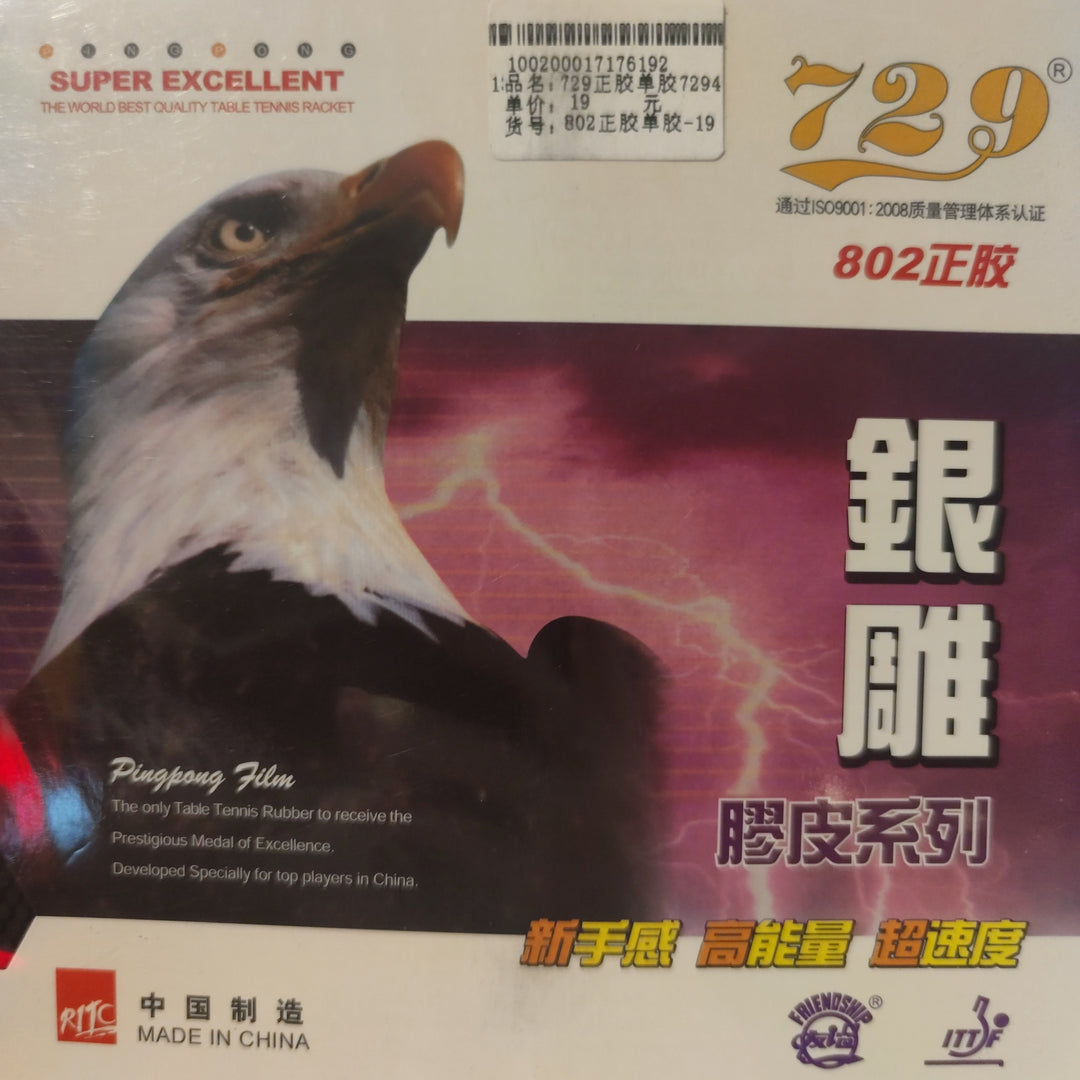 PINGPONG
SUPER EXCELLENT
THE WORLD BEST QUALITY TABLE TENNIS RACKET
100200017176192
品名：729正胶单胶7294
单价：19 元
货号：802正胶单胶-19
729®
通过ISO9001：2008质量管理体系认证
802正胶
銀雕
膠皮系列
Pingpong Film
The only Table Tennis Rubber to receive the
Prestigious Medal of Excellence.
Developed Specially for top players in China.
新手感 高能量 超速度
RITC
中国制造
MADE IN CHINA
FRIENDSHIP®
友谊
ITTF